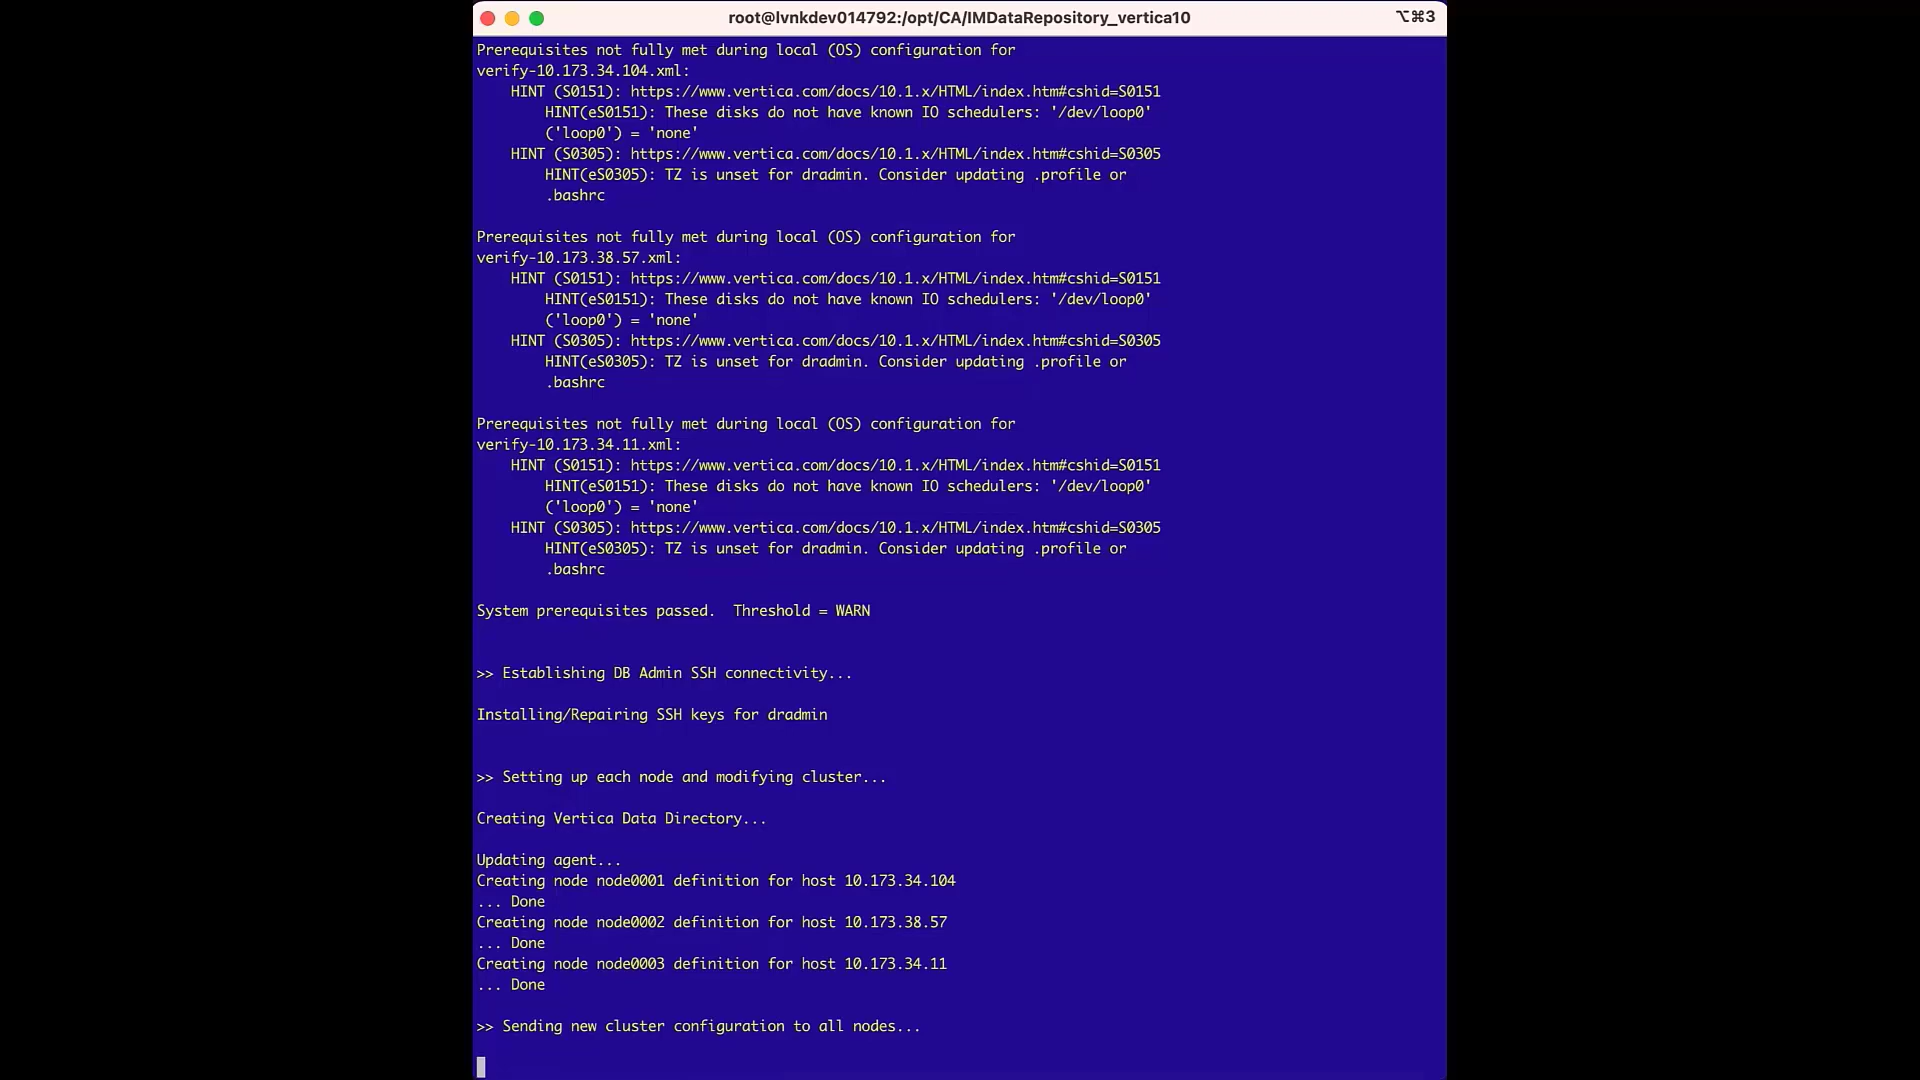 root@lvnkdev014792:/opt/CA/IMDataRepository_vertica10
⌥⌘3
Prerequisites not fully met during local (OS) configuration for
verify-10.173.34.104.xml:
HINT (S0151): https://www.vertica.com/docs/10.1.x/HTML/index.htm#cshid=S0151
HINT(eS0151): These disks do not have known IO schedulers: '/dev/loop0'
('loop0') = 'none'
HINT (S0305): https://www.vertica.com/docs/10.1.x/HTML/index.htm#cshid=S0305
HINT(eS0305): TZ is unset for dradmin. Consider updating .profile or
.bashrc
Prerequisites not fully met during local (OS) configuration for
verify-10.173.38.57.xml:
HINT (S0151): https://www.vertica.com/docs/10.1.x/HTML/index.htm#cshid=S0151
HINT(eS0151): These disks do not have known IO schedulers: '/dev/loop0'
('loop0') = 'none'
HINT (S0305): https://www.vertica.com/docs/10.1.x/HTML/index.htm#cshid=S0305
HINT(eS0305): TZ is unset for dradmin. Consider updating .profile or
.bashrc
Prerequisites not fully met during local (OS) configuration for
verify-10.173.34.11.xml:
HINT (S0151): https://www.vertica.com/docs/10.1.x/HTML/index.htm#cshid=S0151
HINT(eS0151): These disks do not have known IO schedulers: '/dev/loop0'
('loop0') = 'none'
HINT (S0305): https://www.vertica.com/docs/10.1.x/HTML/index.htm#cshid=S0305
HINT(eS0305): TZ is unset for dradmin. Consider updating .profile or
.bashrc
System prerequisites passed.  Threshold = WARN
>> Establishing DB Admin SSH connectivity...
Installing/Repairing SSH keys for dradmin
>> Setting up each node and modifying cluster...
Creating Vertica Data Directory...
Updating agent...
Creating node node0001 definition for host 10.173.34.104
... Done
Creating node node0002 definition for host 10.173.38.57
... Done
Creating node node0003 definition for host 10.173.34.11
... Done
>> Sending new cluster configuration to all nodes...